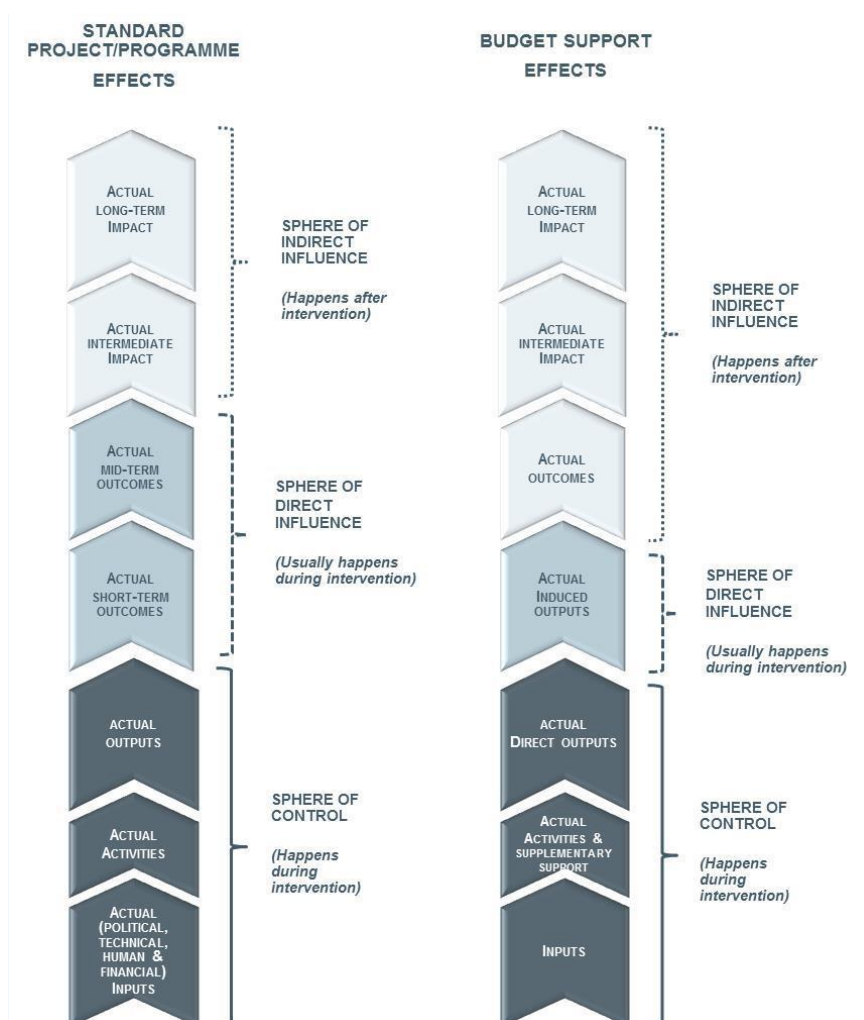 STANDARD
PROJECT/PROGRAMME
EFFECTS
ACTUAL
LONG-TERM
IMPACT
ACTUAL
INTERMEDIATE
IMPACT
ACTUAL
MID-TERM
OUTCOMES
ACTUAL
SHORT-TERM
OUTCOMES
ACTUAL
OUTPUTS
ACTUAL
ACTIVITIES
ACTUAL
(POLITICAL,
TECHNICAL,
HUMAN &
FINANCIAL)
INPUTS
SPHERE OF
INDIRECT
INFLUENCE
(Happens after
intervention)
SPHERE OF
DIRECT
INFLUENCE
(Usually happens
during intervention)
SPHERE OF
CONTROL
(Happens
during
intervention)
BUDGET SUPPORT
EFFECTS
ACTUAL
LONG-TERM
IMPACT
ACTUAL
INTERMEDIATE
IMPACT
ACTUAL
OUTCOMES
ACTUAL
INDUCED
OUTPUTS
ACTUAL
DIRECT OUTPUTS
ACTUAL
ACTIVITIES &
SUPPLEMENTARY
SUPPORT
INPUTS
SPHERE OF
INDIRECT
INFLUENCE
(Happens after
intervention)
SPHERE OF
DIRECT
INFLUENCE
(Usually happens
during intervention)
SPHERE OF
CONTROL
(Happens
during
intervention)